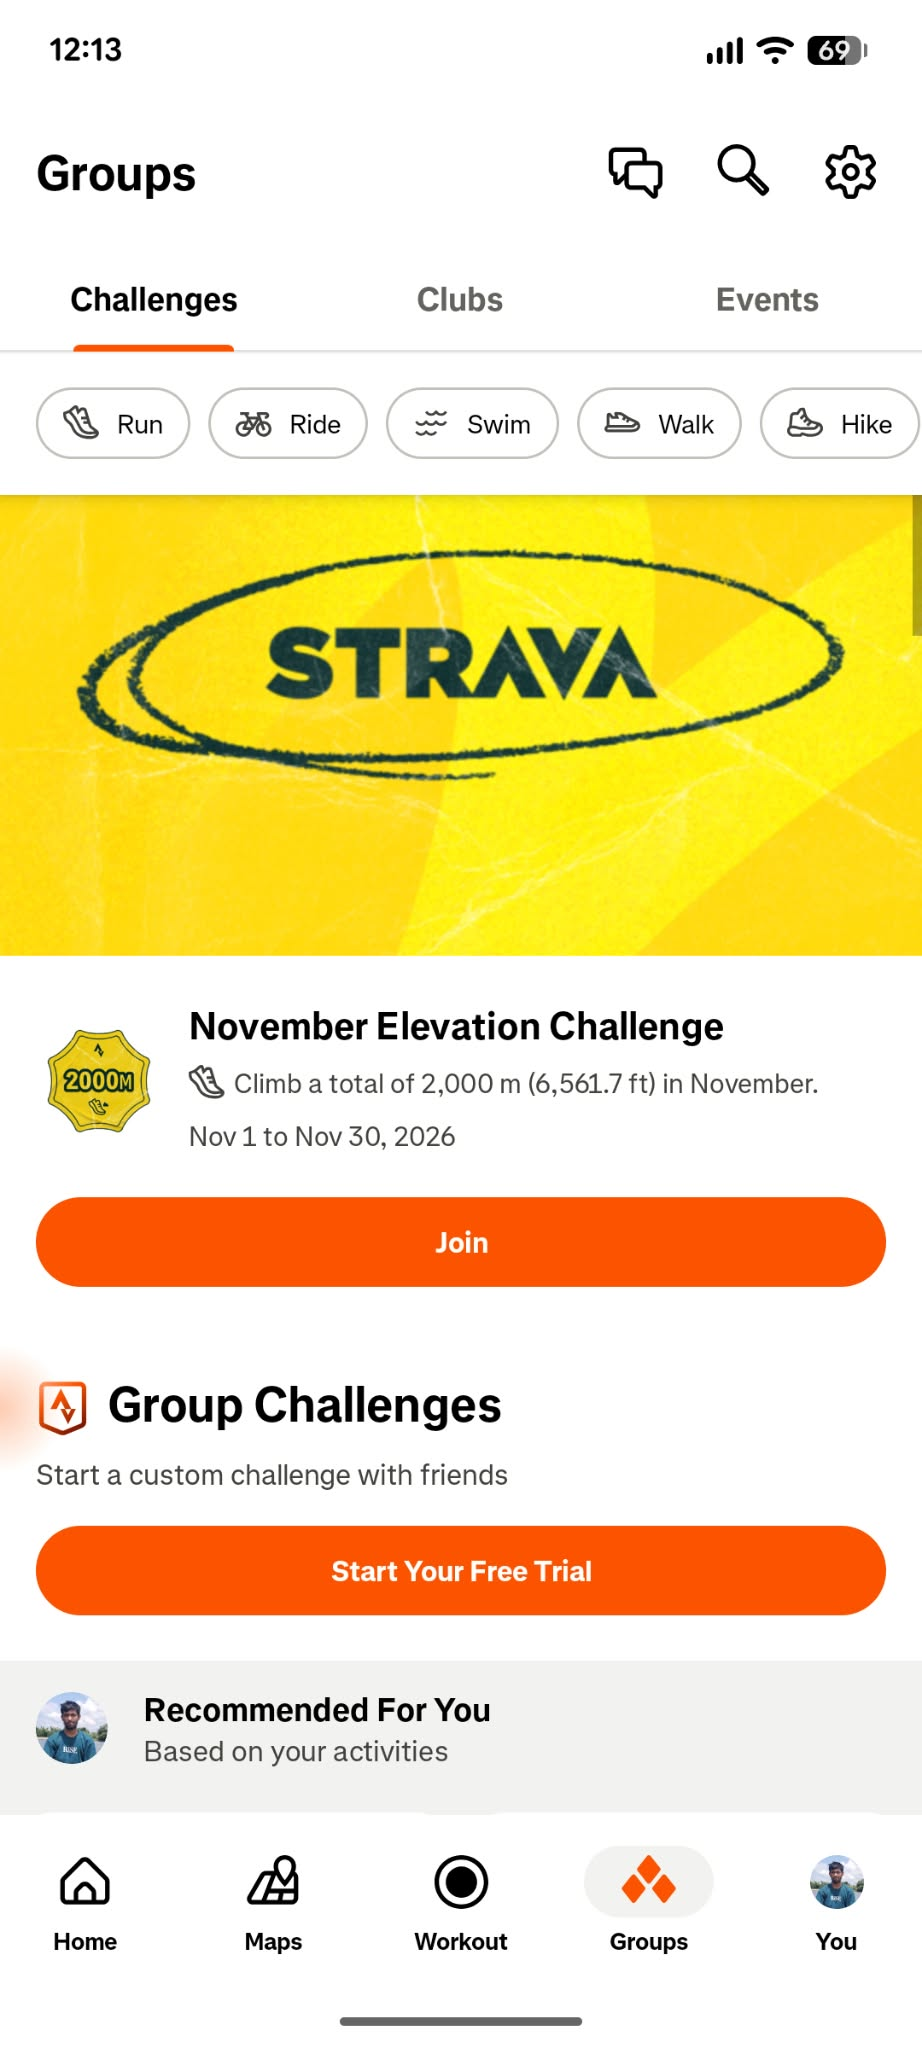 12:13
69
Groups
Challenges
Clubs
Events
Run
Ride
Swim
Walk
Hike
STRAVA
2000M
November Elevation Challenge
Climb a total of 2,000 m (6,561.7 ft) in November.
Nov 1 to Nov 30, 2026
Join
Group Challenges
Start a custom challenge with friends
Start Your Free Trial
Recommended For You
Based on your activities
Home
Maps
Workout
Groups
You